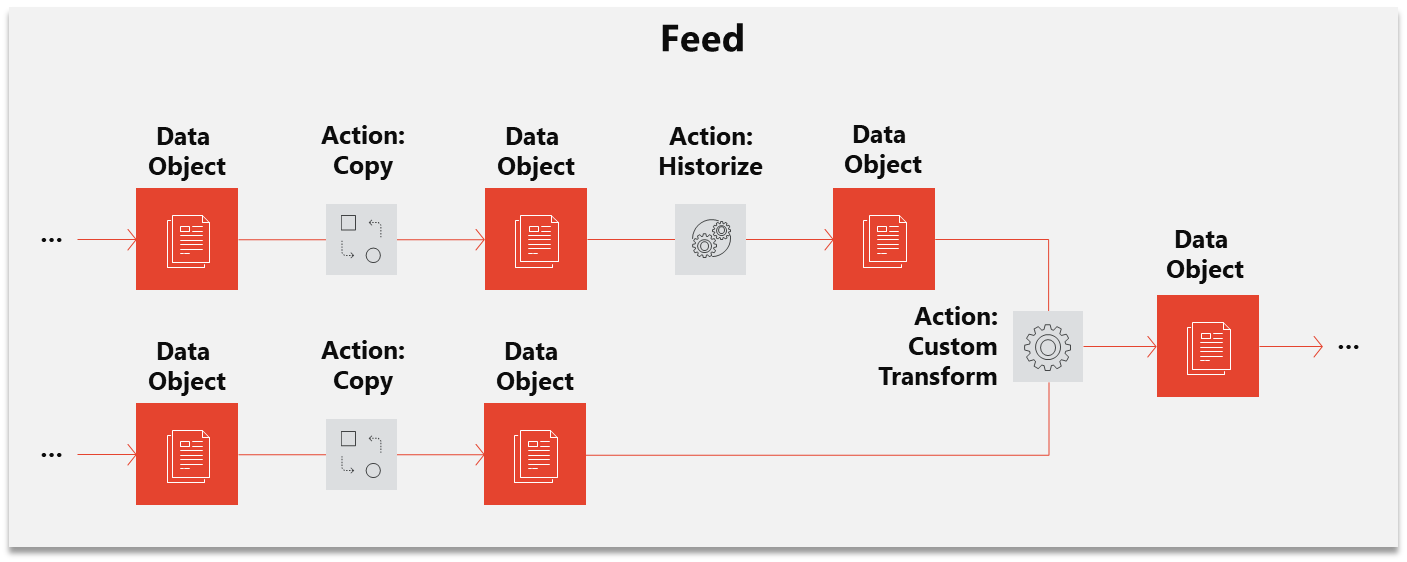 Feed
Data
Object
Action:
Copy
Data
Object
Action:
Historize
Data
Object
...
Data
Object
...
Action:
Custom
Transform
Data
Object
Action:
Copy
Data
Object
...